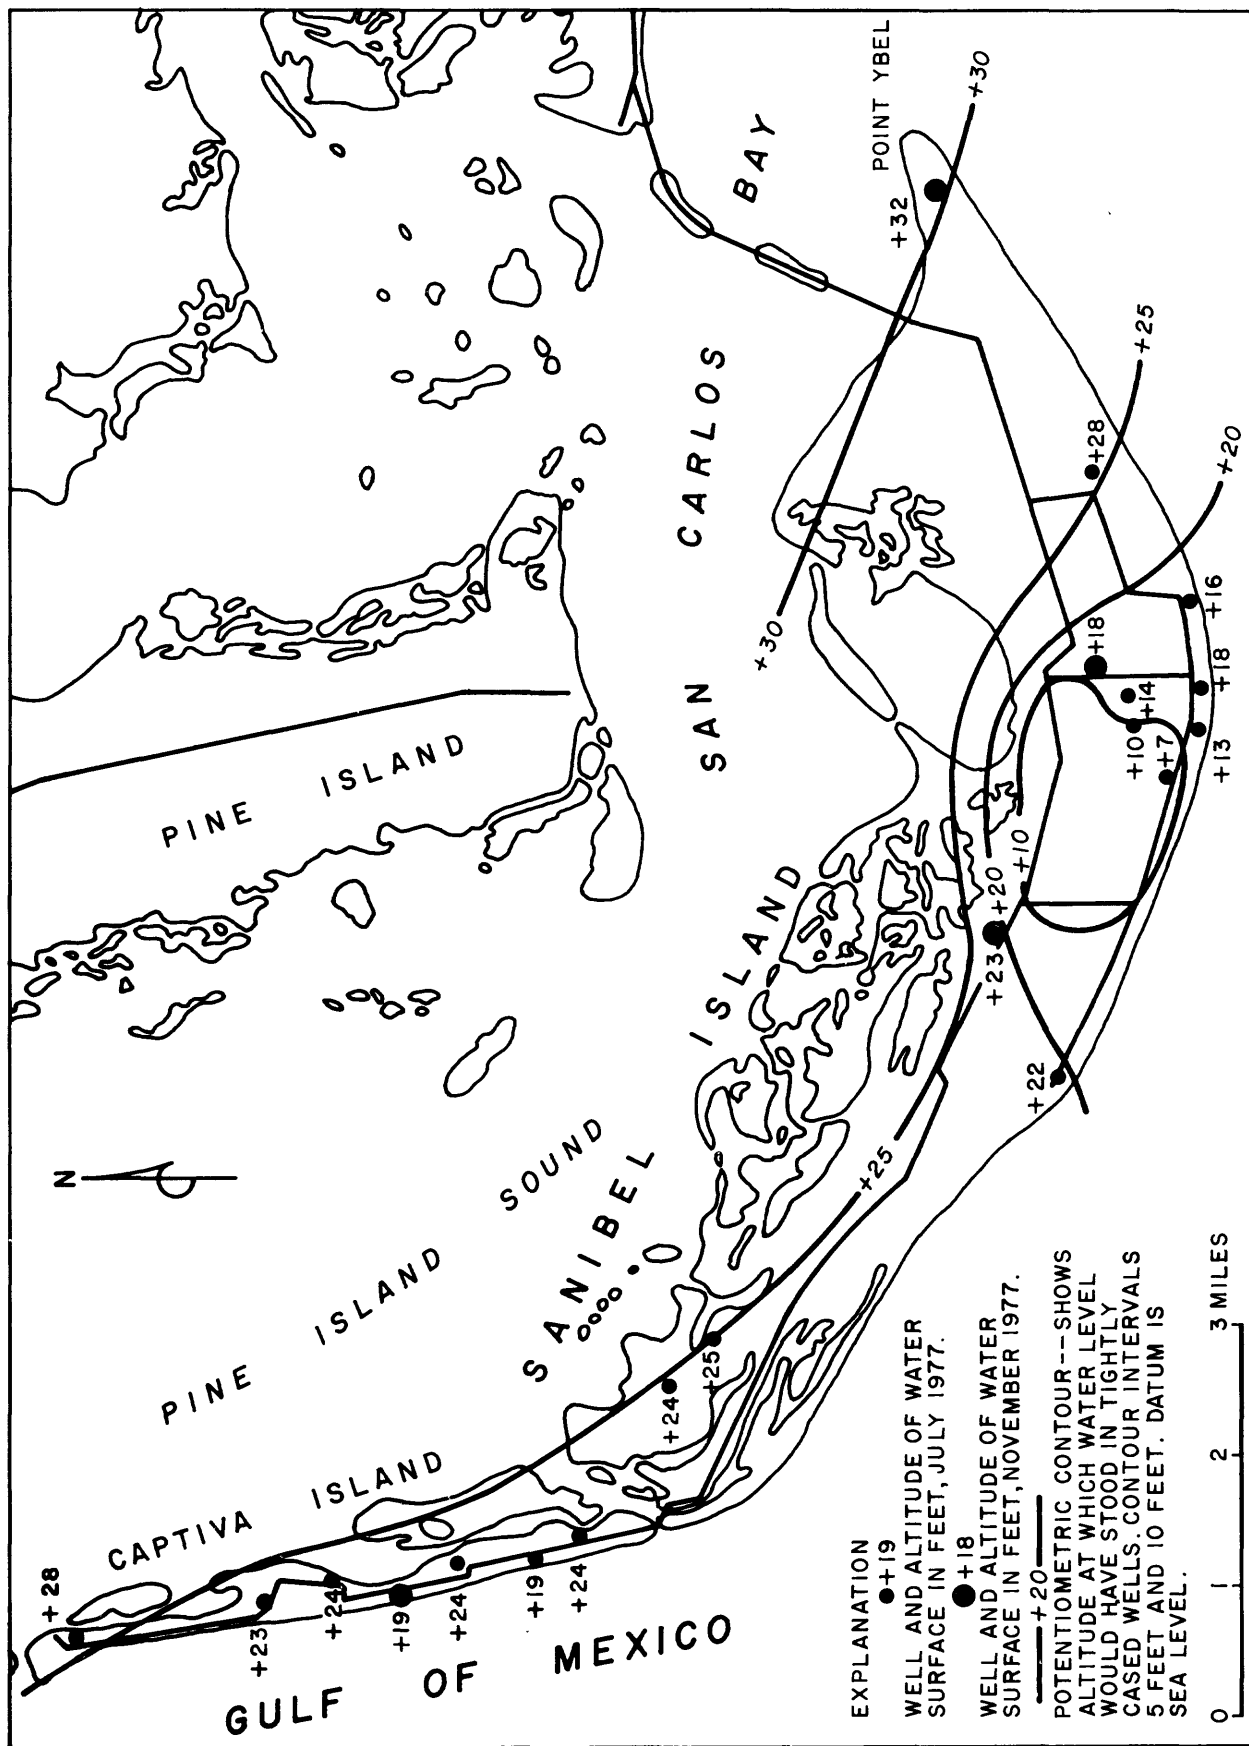 N
PINE
ISLAND
POINT YBEL
BAY
CARLOS
SAN
PINE
ISLAND
SOUND
SANIBEL
ISLAND
CAPTIVA
ISLAND
GULF
OF
MEXICO
+28
+23
+24
+19
+24
+19
+24
+24
+25
+25
+22
+23
+20
+10
+30
+30
+32
+25
+28
+20
+18
+14
+10
+7
+16
+18
+13
EXPLANATION
+19
WELL AND ALTITUDE OF WATER
SURFACE IN FEET, JULY 1977.
+18
WELL AND ALTITUDE OF WATER
SURFACE IN FEET, NOVEMBER 1977.
+20
POTENTIOMETRIC CONTOUR---SHOWS
ALTITUDE AT WHICH WATER LEVEL
WOULD HAVE STOOD IN TIGHTLY
CASED WELLS. CONTOUR INTERVALS
5 FEET AND 10 FEET. DATUM IS
SEA LEVEL.
0 1 2 3 MILES